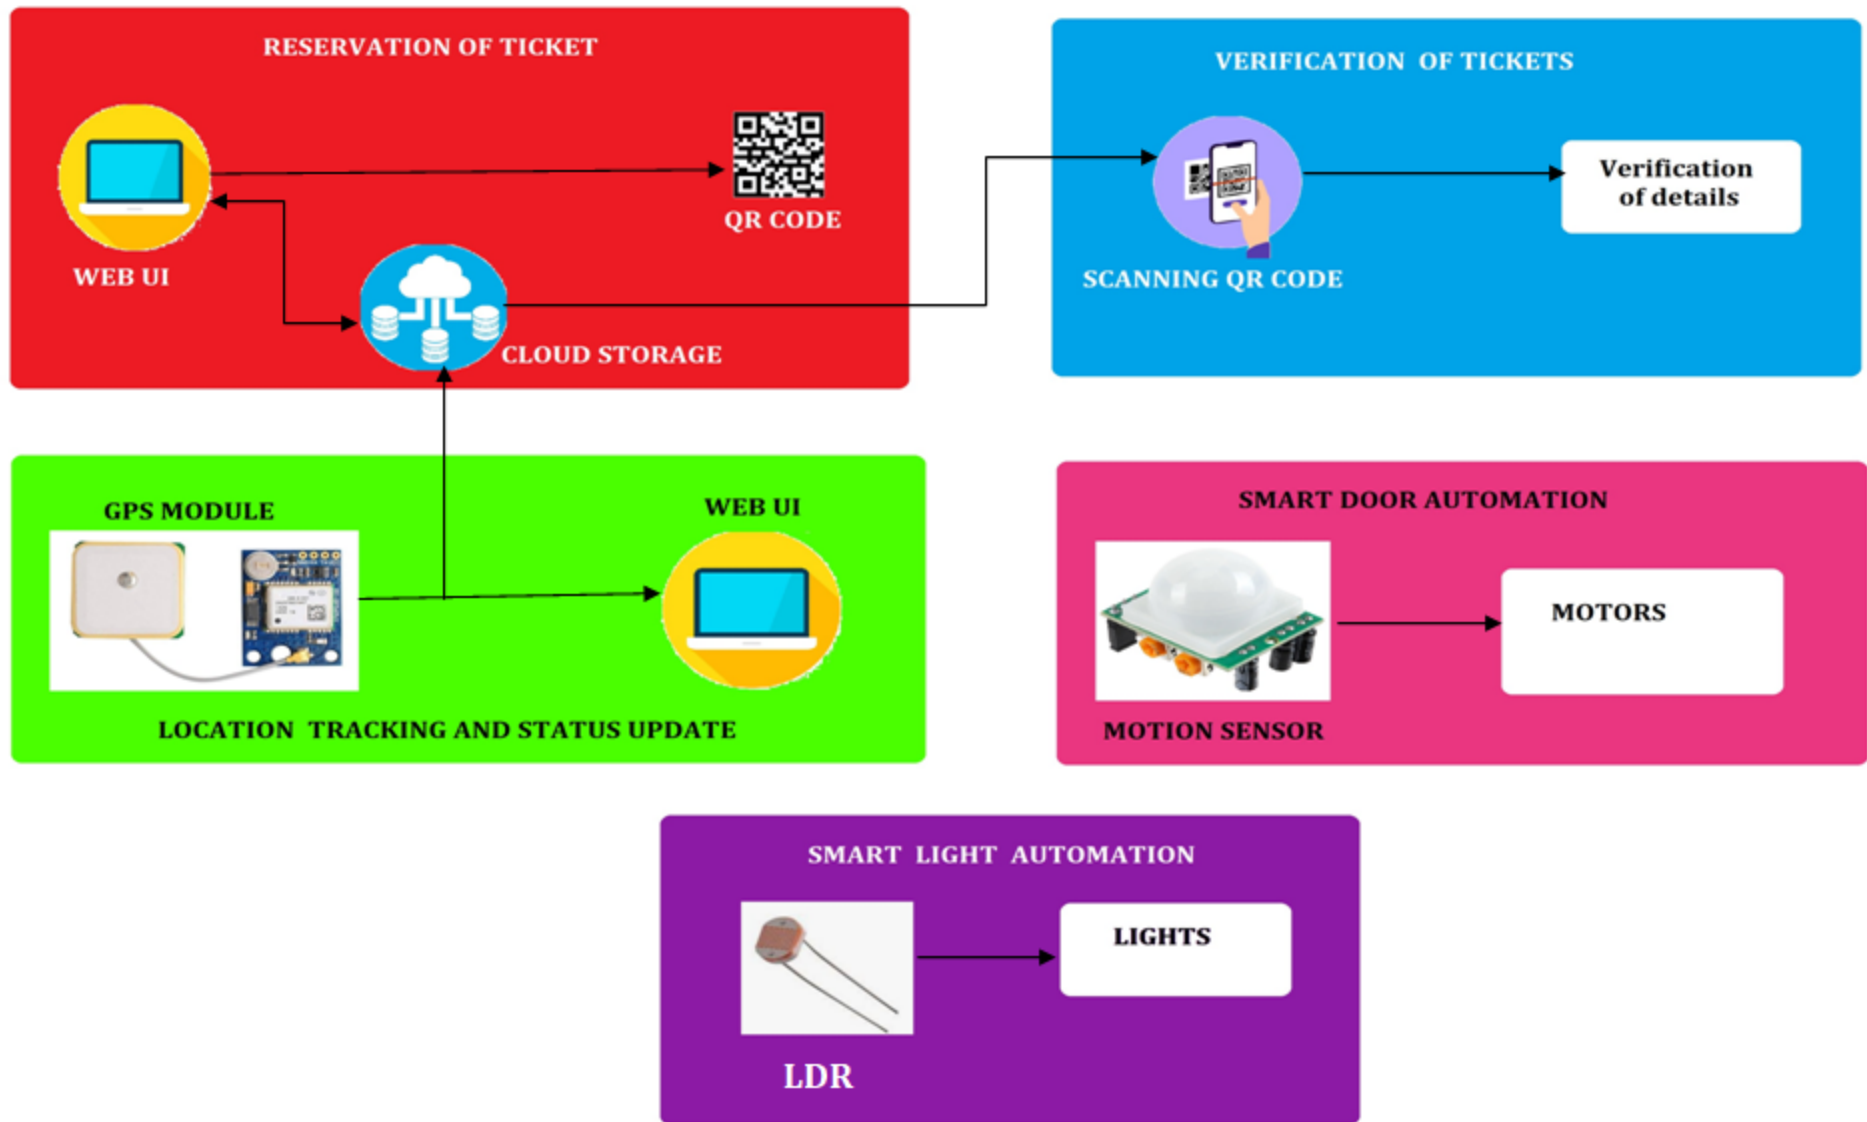 RESERVATION OF TICKET
WEB UI
QR CODE
CLOUD STORAGE
VERIFICATION OF TICKETS
SCANNING QR CODE
Verification
of details
GPS MODULE
WEB UI
LOCATION TRACKING AND STATUS UPDATE
SMART DOOR AUTOMATION
MOTION SENSOR
MOTORS
SMART LIGHT AUTOMATION
LDR
LIGHTS